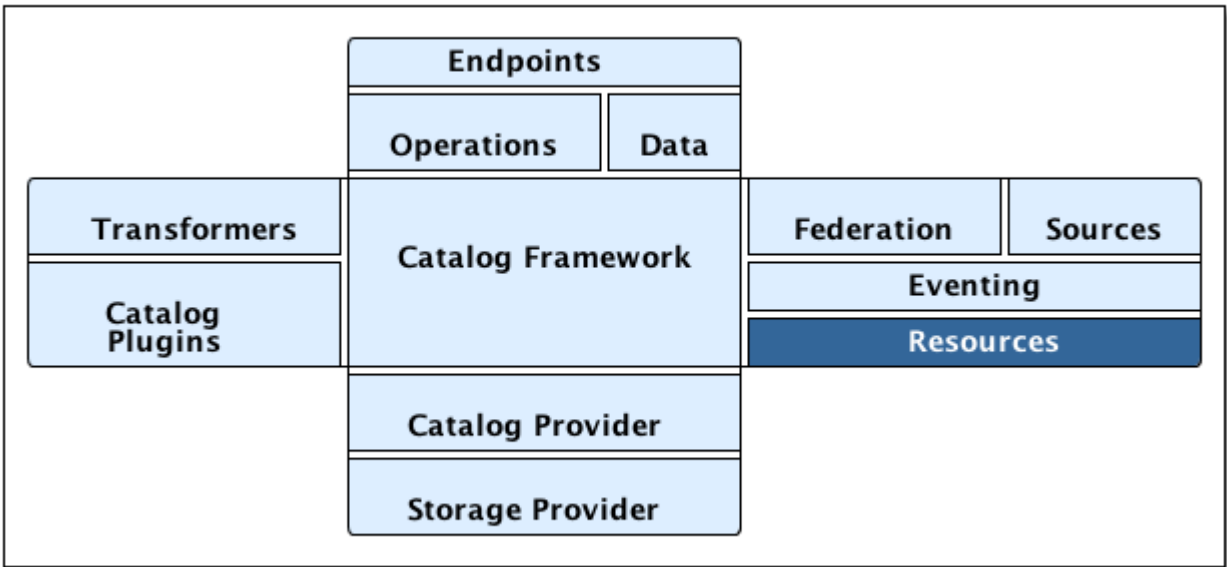 Endpoints
Operations
Data
Transformers
Catalog Framework
Federation
Sources
Eventing
Catalog
Plugins
Resources
Catalog Provider
Storage Provider